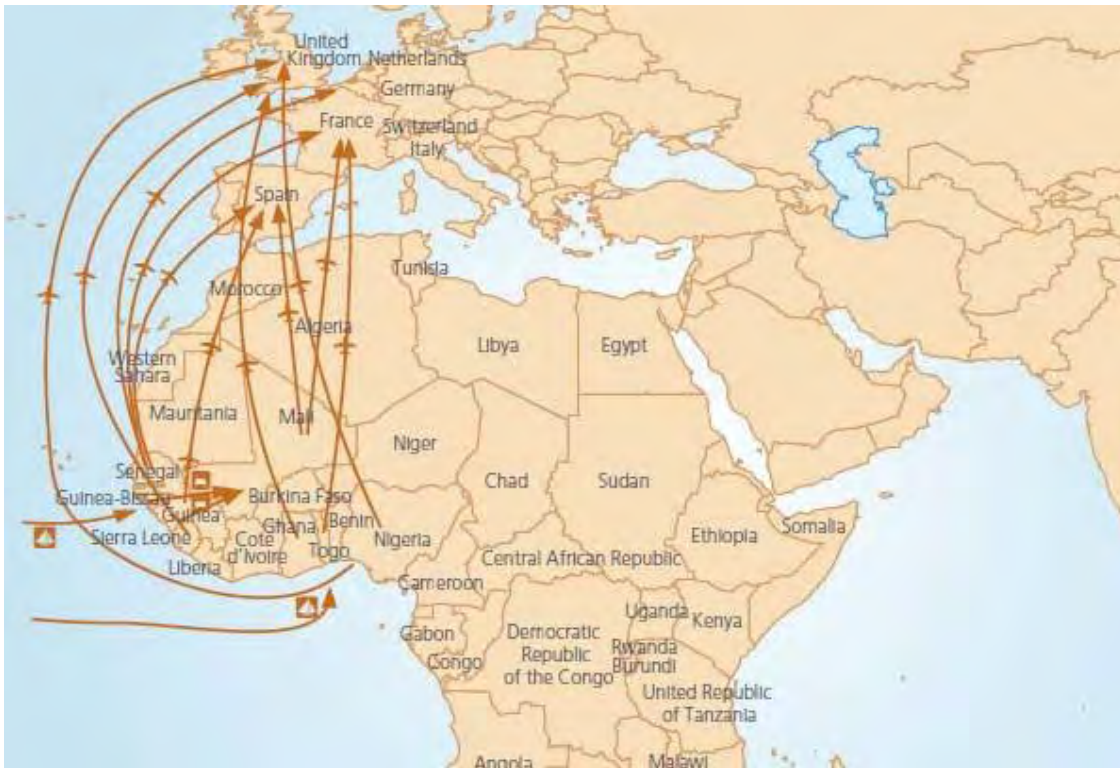 United
Kingdom Netherlands
Germany
France
Switzerland
Italy
Spain
Tunisia
Morocco
Algeria
Libya
Egypt
Western
Sahara
Mauritania
Mali
Niger
Chad
Sudan
Senegal
Guinea-Bissau
Guinea
Burkina Faso
Sierra Leone
Liberia
Cote
d'Ivoire
Ghana
Togo
Benin
Nigeria
Ethiopia
Somalia
Central African Republic
Cameroon
Gabon
Congo
Democratic
Republic
of the Congo
Uganda
Kenya
Rwanda
Burundi
United Republic
of Tanzania
Angola
Malawi